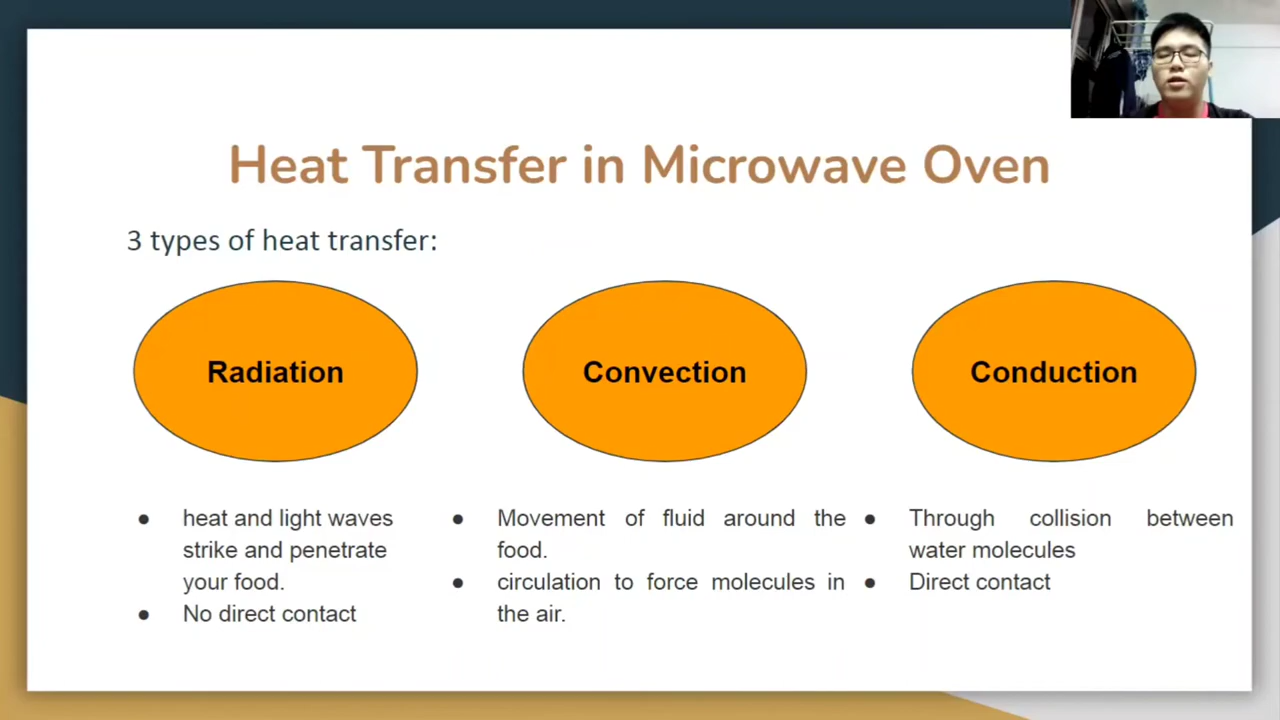 Heat Transfer in Microwave Oven
3 types of heat transfer:
Radiation
Convection
Conduction
● heat and light waves
strike and penetrate
your food.
● No direct contact
● Movement of fluid around the
food.
● circulation to force molecules in
the air.
● Through collision between
water molecules
● Direct contact